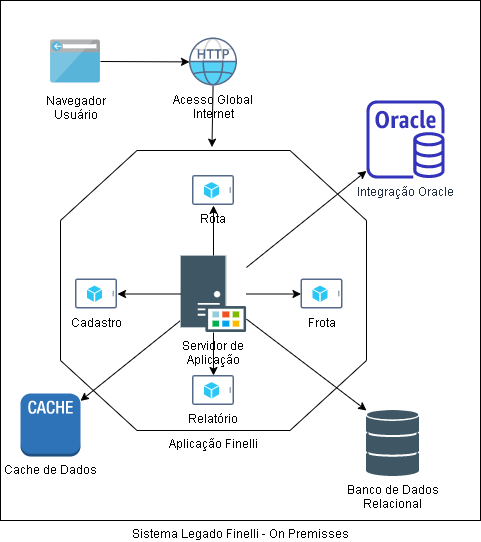 HTTP
Navegador
Usuário
Acesso Global
Internet
Oracle
Integração Oracle
Rota
Cadastro
Frota
Servidor de
Aplicação
Relatório
CACHE
Aplicação Finelli
Cache de Dados
Banco de Dados
Relacional
Sistema Legado Finelli - On Premisses